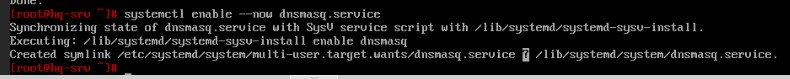 Done.
[root@hq-srv ~]# systemctl enable --now dnsmasq.service
Synchronizing state of dnsmasq.service with SysV service script with /lib/systemd/systemd-sysv-install.
Executing: /lib/systemd/systemd-sysv-install enable dnsmasq
Created symlink /etc/systemd/system/multi-user.target.wants/dnsmasq.service ? /lib/systemd/system/dnsmasq.service.
[root@hq-srv ~]#